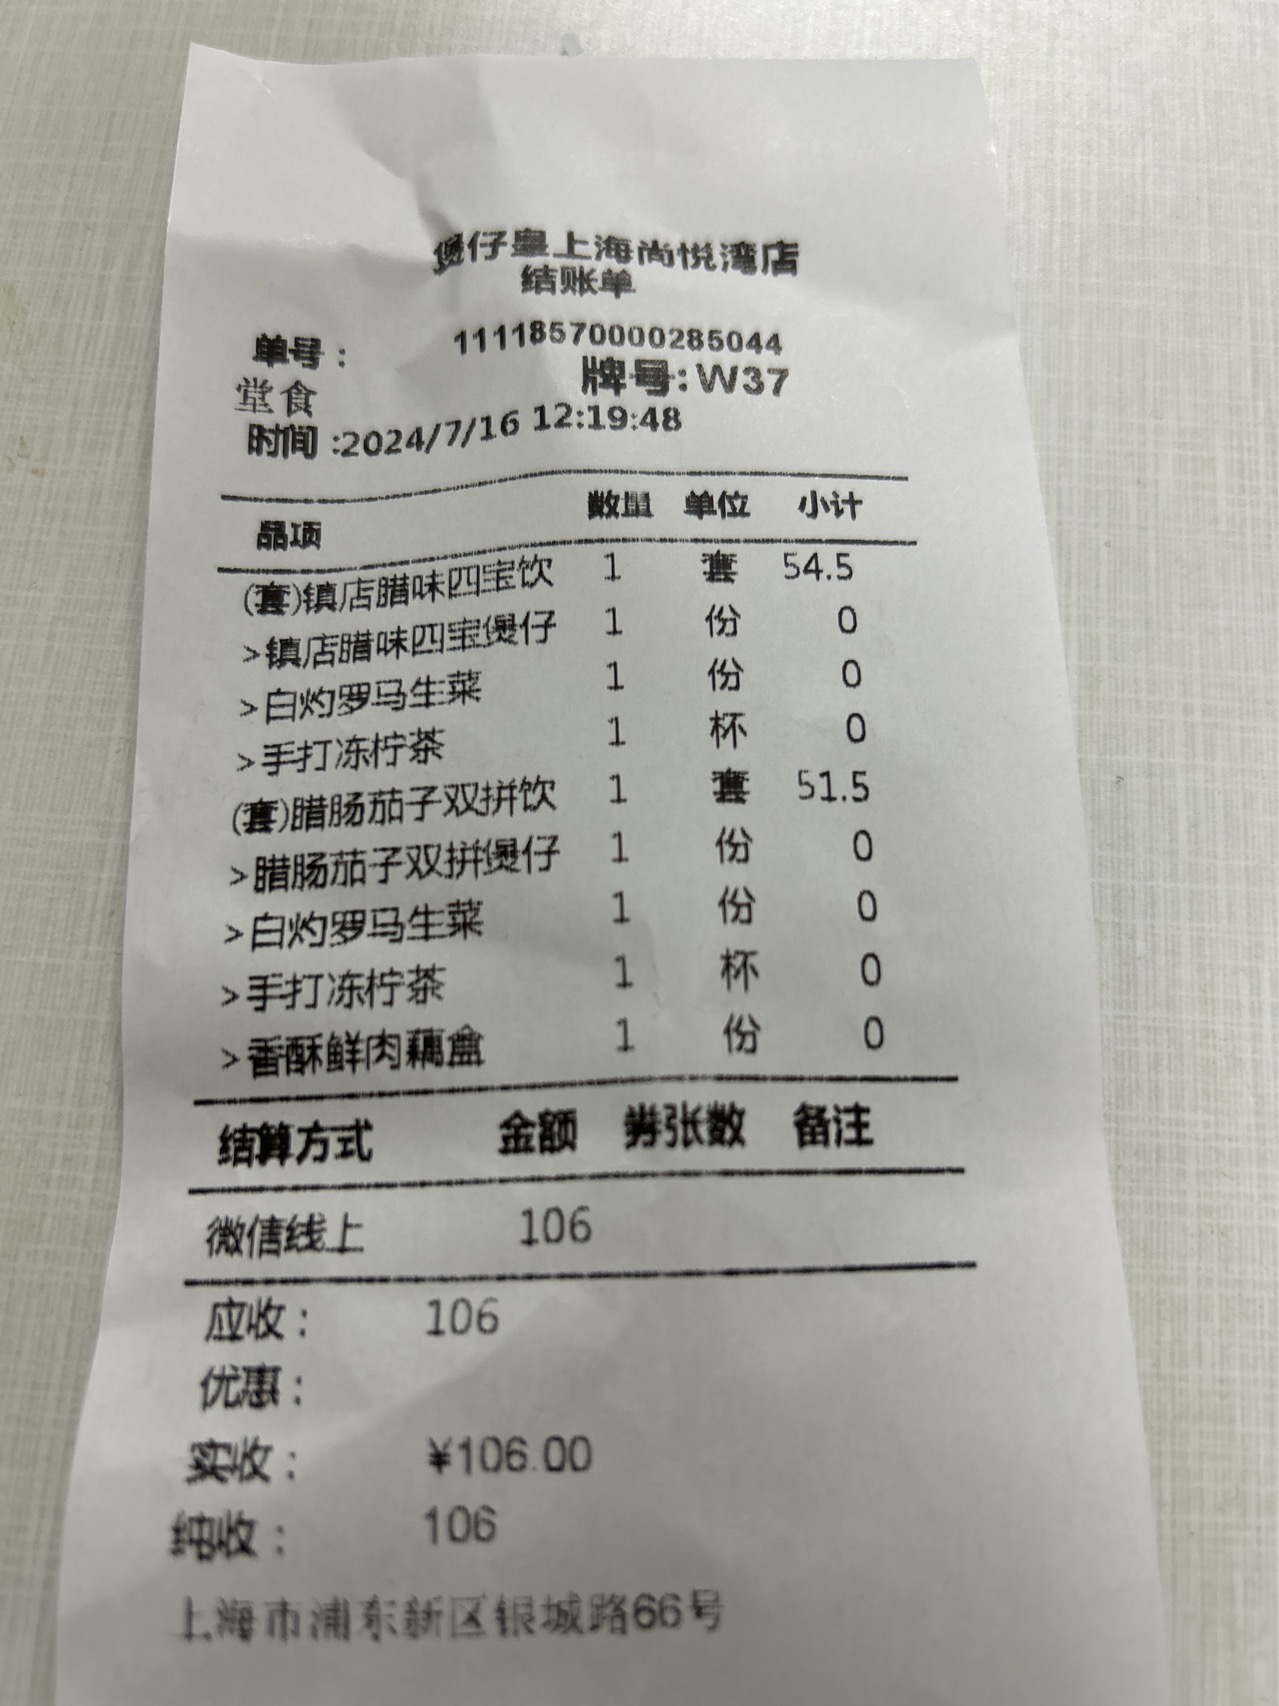 煲仔皇上海尚悦湾店
结账单
单号： 11118570000285044
堂食 牌号:W37
时间:2024/7/16 12:19:48
品项 数量 单位 小计
(套)镇店腊味四宝饮 1 套 54.5
>镇店腊味四宝煲仔 1 份 0
>白灼罗马生菜 1 份 0
>手打冻柠茶 1 杯 0
(套)腊肠茄子双拼饮 1 套 51.5
>腊肠茄子双拼煲仔 1 份 0
>白灼罗马生菜 1 份 0
>手打冻柠茶 1 杯 0
>香酥鲜肉藕盒 1 份 0
结算方式 金额 券张数 备注
微信线上 106
应收： 106
优惠：
实收： ¥106.00
纯收： 106
上海市浦东新区银城路66号